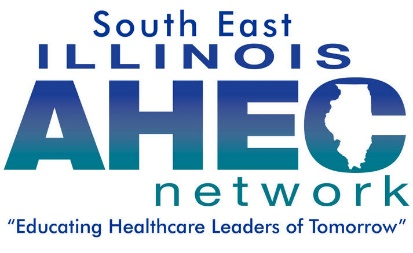 South East
ILLINOIS
AHEC
network
“Educating Healthcare Leaders of Tomorrow”